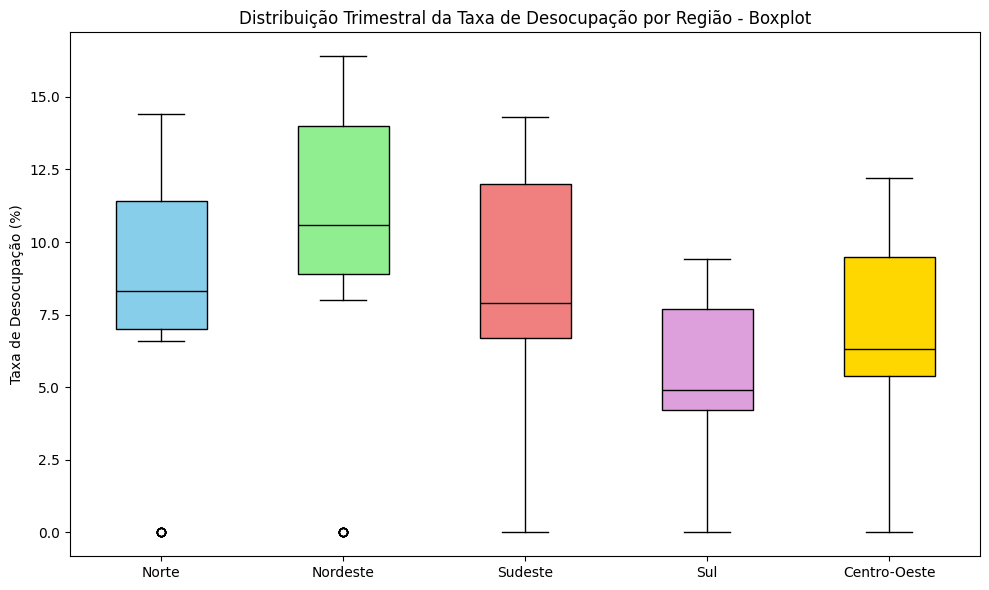 Distribuição Trimestral da Taxa de Desocupação por Região - Boxplot
Taxa de Desocupação (%)
15.0
12.5
10.0
7.5
5.0
2.5
0.0
Norte Nordeste Sudeste Sul Centro-Oeste